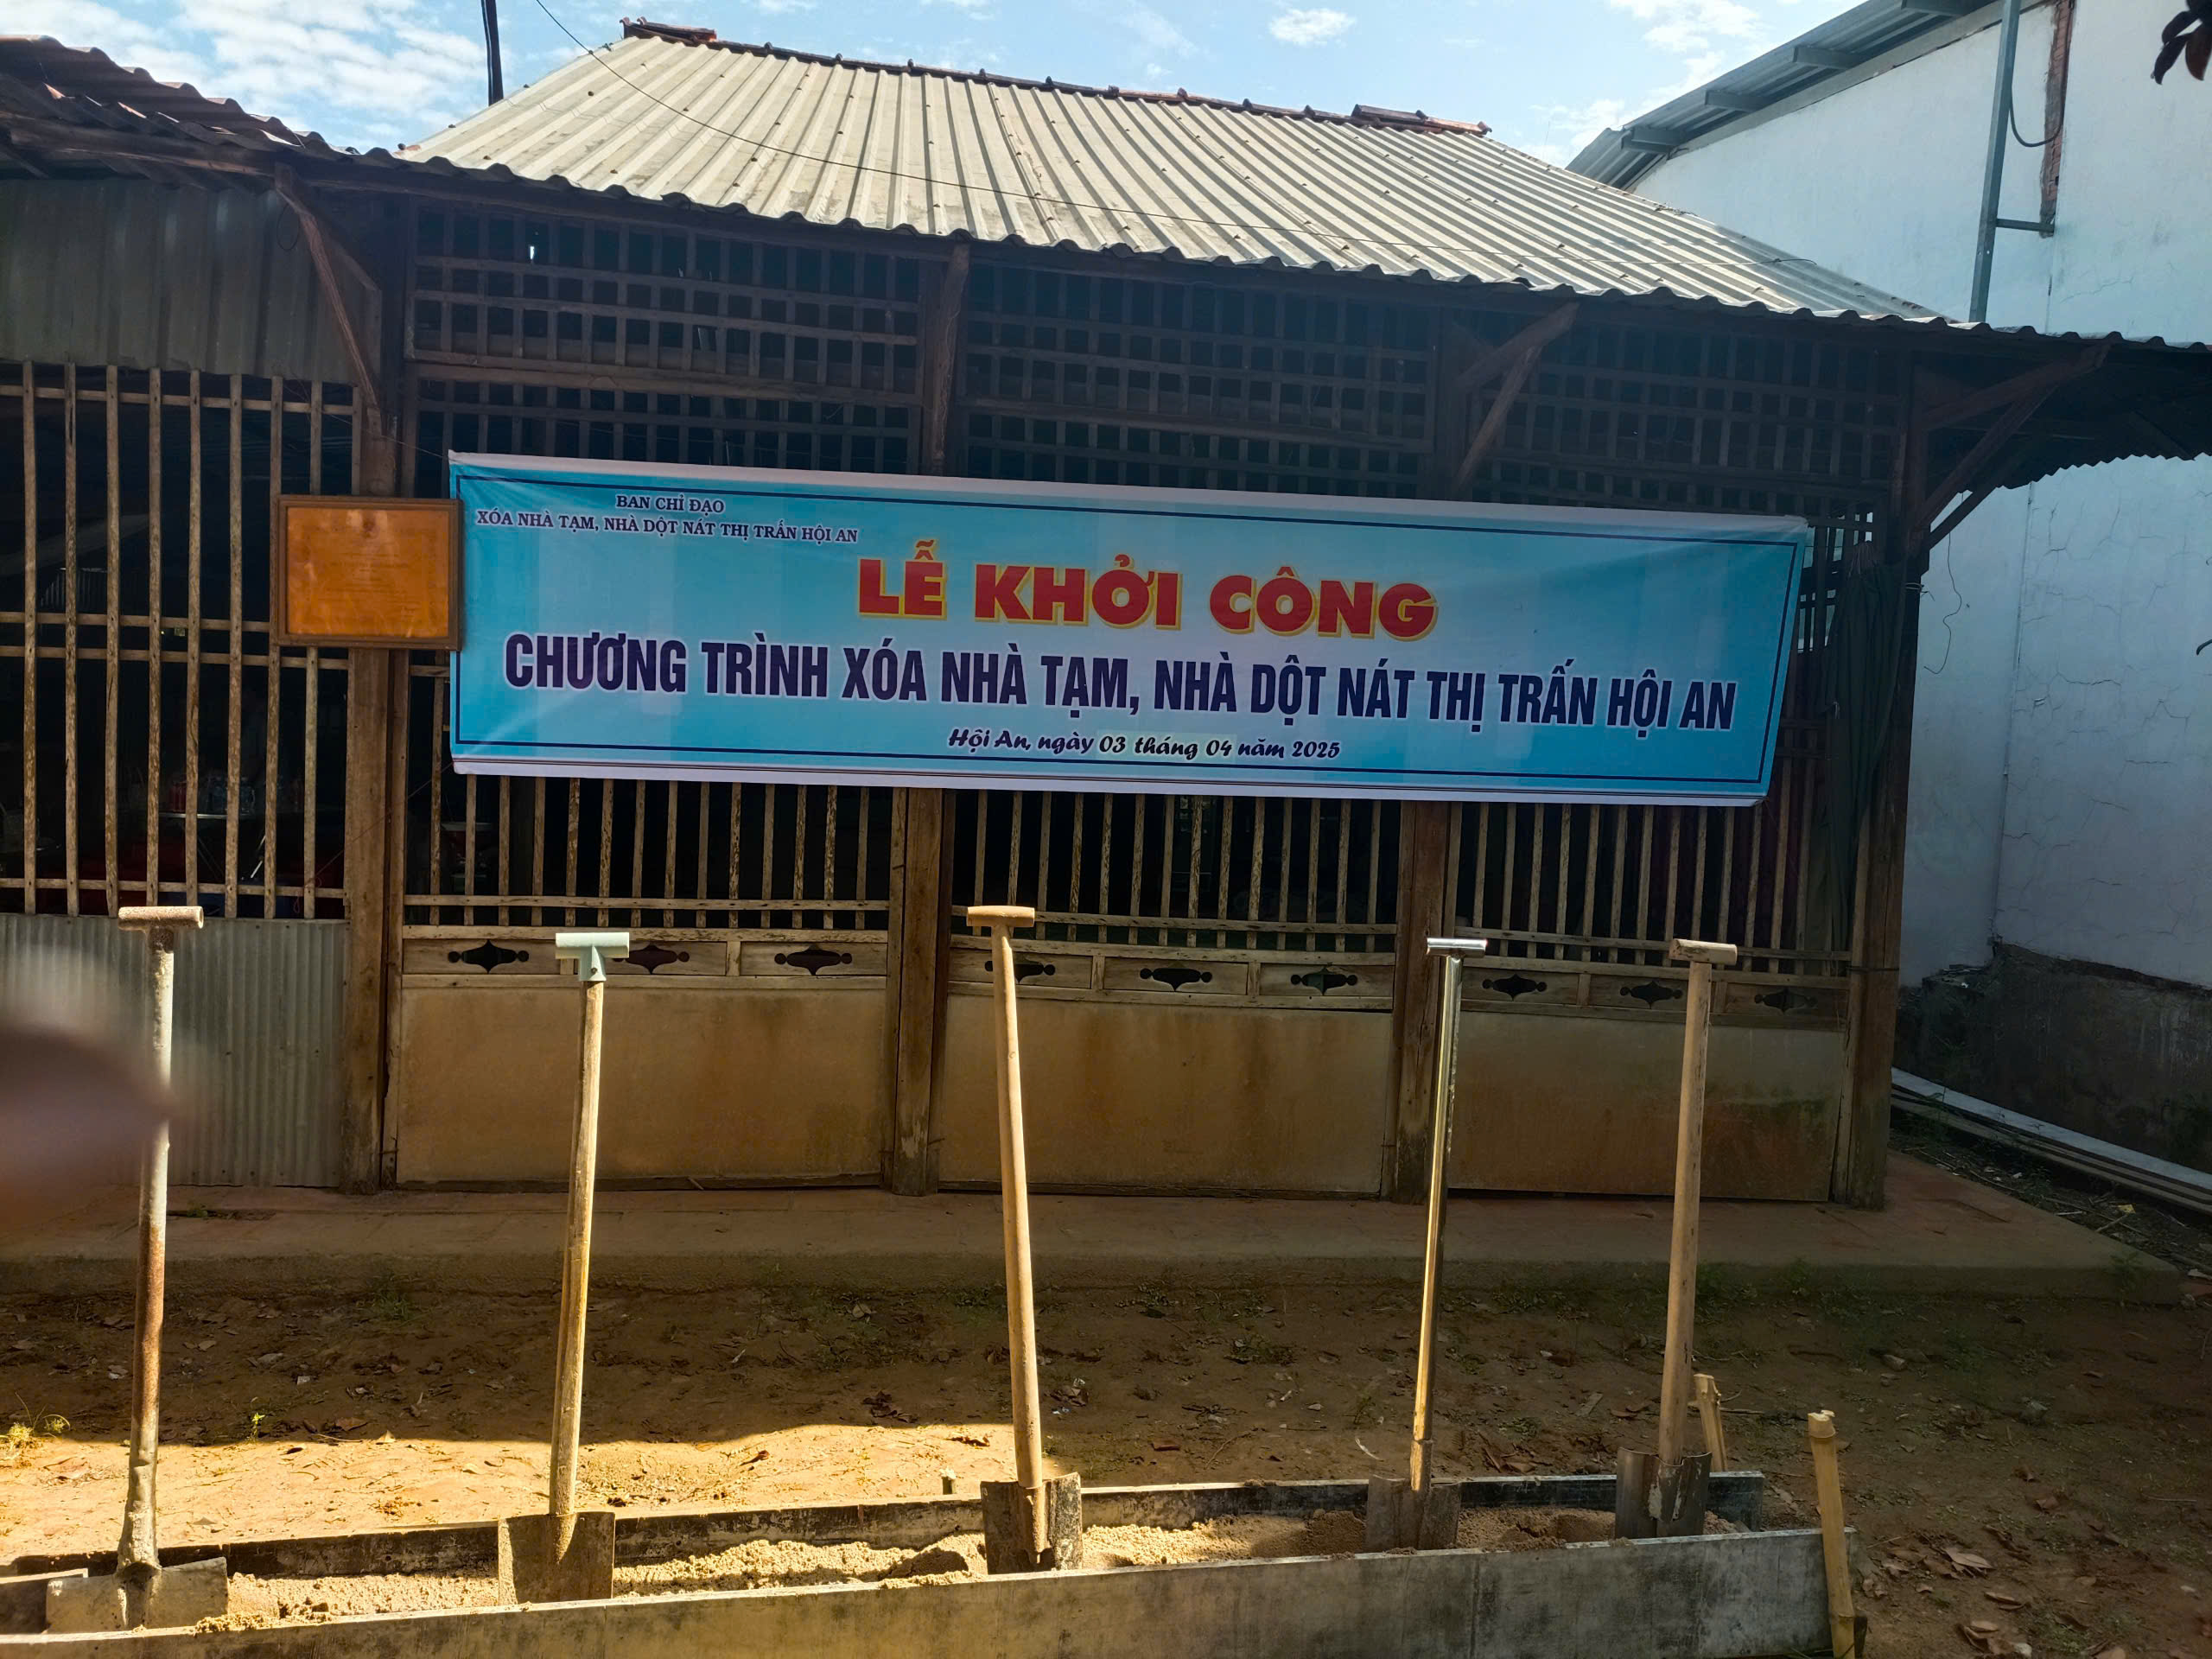 BAN CHỈ ĐẠO
XÓA NHÀ TẠM, NHÀ DỘT NÁT THỊ TRẤN HỘI AN
LỄ KHỞI CÔNG
CHƯƠNG TRÌNH XÓA NHÀ TẠM, NHÀ DỘT NÁT THỊ TRẤN HỘI AN
Hội An, ngày 03 tháng 04 năm 2025